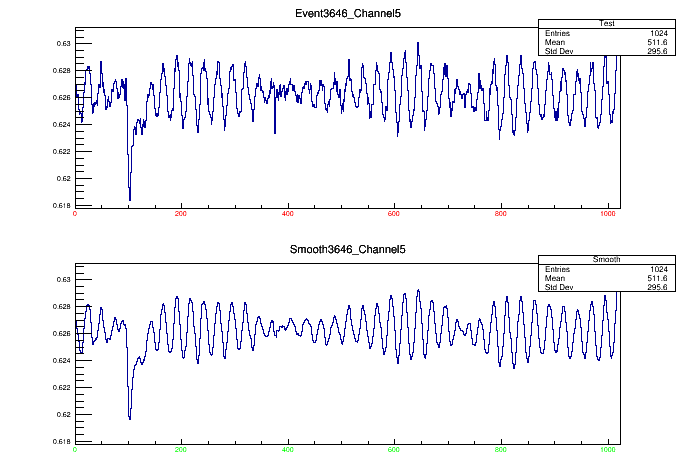 Event3646_Channel5
Test
Entries 1024
Mean 511.6
Std Dev 295.6
0.63
0.628
0.626
0.624
0.622
0.62
0.618
0 200 400 600 800 1000
Smooth3646_Channel5
Smooth
Entries 1024
Mean 511.6
Std Dev 295.6
0.63
0.628
0.626
0.624
0.622
0.62
0.618
0 200 400 600 800 1000